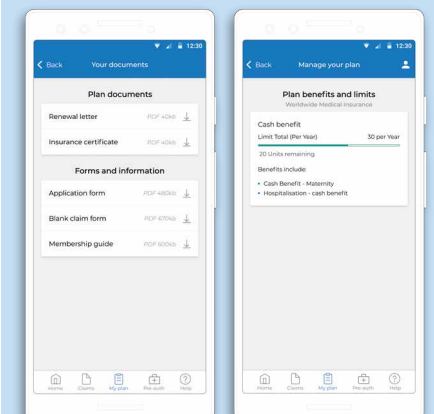 12:30
Back Your documents
Plan documents
Renewal letter PDF 40kb
Insurance certificate PDF 40kb
Forms and information
Application form PDF 480kb
Blank claim form PDF 670kb
Membership guide PDF 600kb
Home Claims My plan Pre-auth Help
12:30
Back Manage your plan
Plan benefits and limits
Worldwide Medical Insurance
Cash benefit
Limit Total (Per Year) 30 per Year
20 Units remaining
Benefits include:
• Cash Benefit - Maternity
• Hospitalisation - cash benefit
Home Claims My plan Pre-auth Help